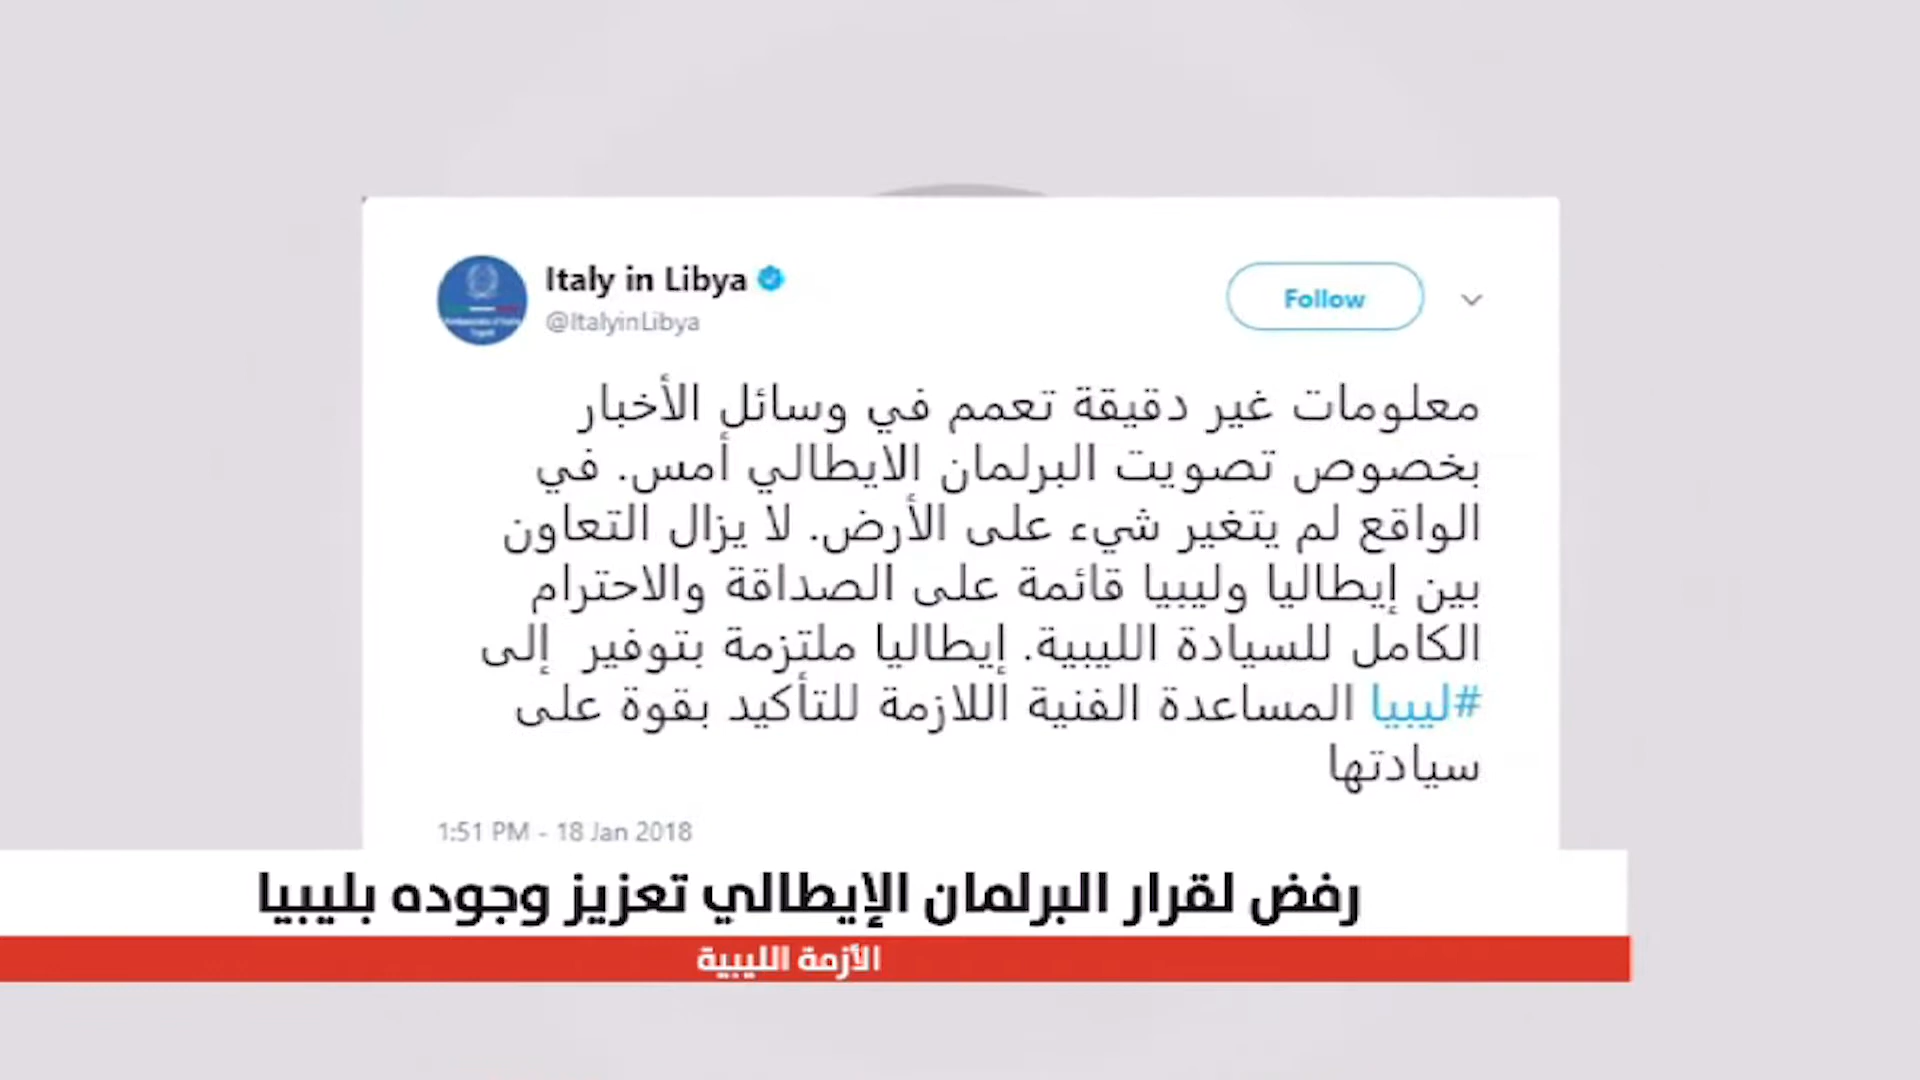 Italy in Libya
@ItalyinLibya
Follow
معلومات غير دقيقة تعمم في وسائل الأخبار
بخصوص تصويت البرلمان الايطالي أمس. في
الواقع لم يتغير شيء على الأرض. لا يزال التعاون
بين إيطاليا وليبيا قائمة على الصداقة والاحترام
الكامل للسيادة الليبية. إيطاليا ملتزمة بتوفير إلى
#ليبيا المساعدة الفنية اللازمة للتأكيد بقوة على
سيادتها
1:51 PM - 18 Jan 2018
رفض لقرار البرلمان الإيطالي تعزيز وجوده بليبيا
الأزمة الليبية